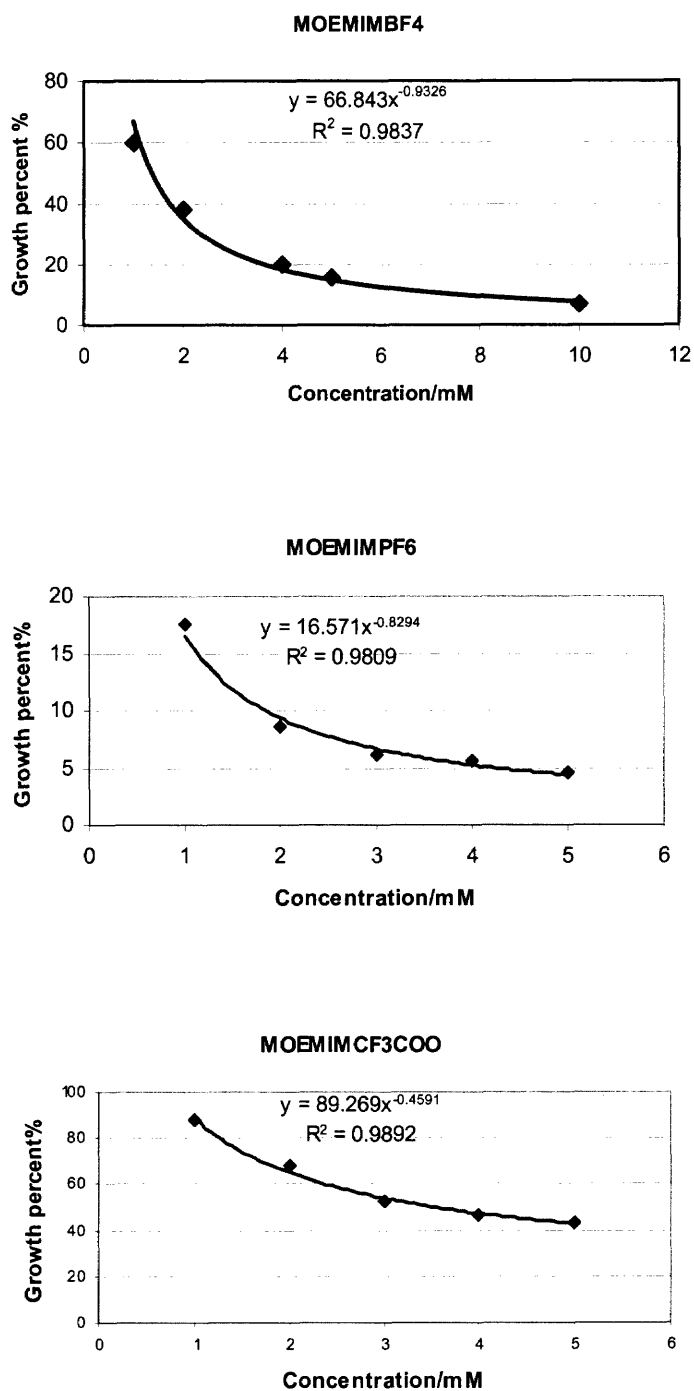 MOEMIMBF4
80
60
40
20
0
y = 66.843x^-0.9326
R² = 0.9837
Growth percent %
0 2 4 6 8 10 12
Concentration/mM
MOEMIMPF6
20
15
10
5
0
y = 16.571x^-0.8294
R² = 0.9809
Growth percent%
0 1 2 3 4 5 6
Concentration/mM
MOEMIMCF3COO
100
80
60
40
20
0
y = 89.269x^-0.4591
R² = 0.9892
Growth percent%
0 1 2 3 4 5 6
Concentration/mM